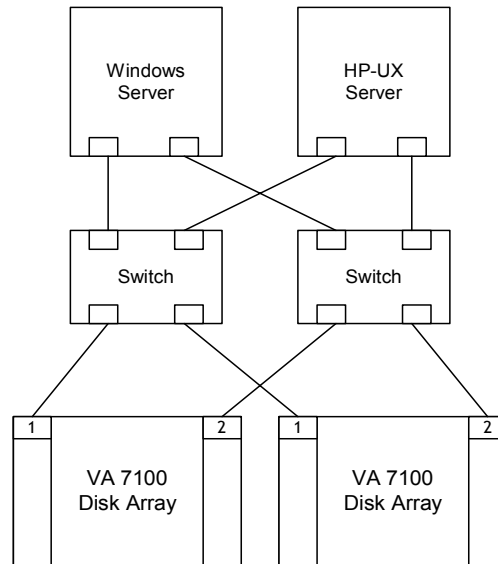 Windows
Server
HP-UX
Server
Switch
Switch
1
2
1
2
VA 7100
Disk Array
VA 7100
Disk Array